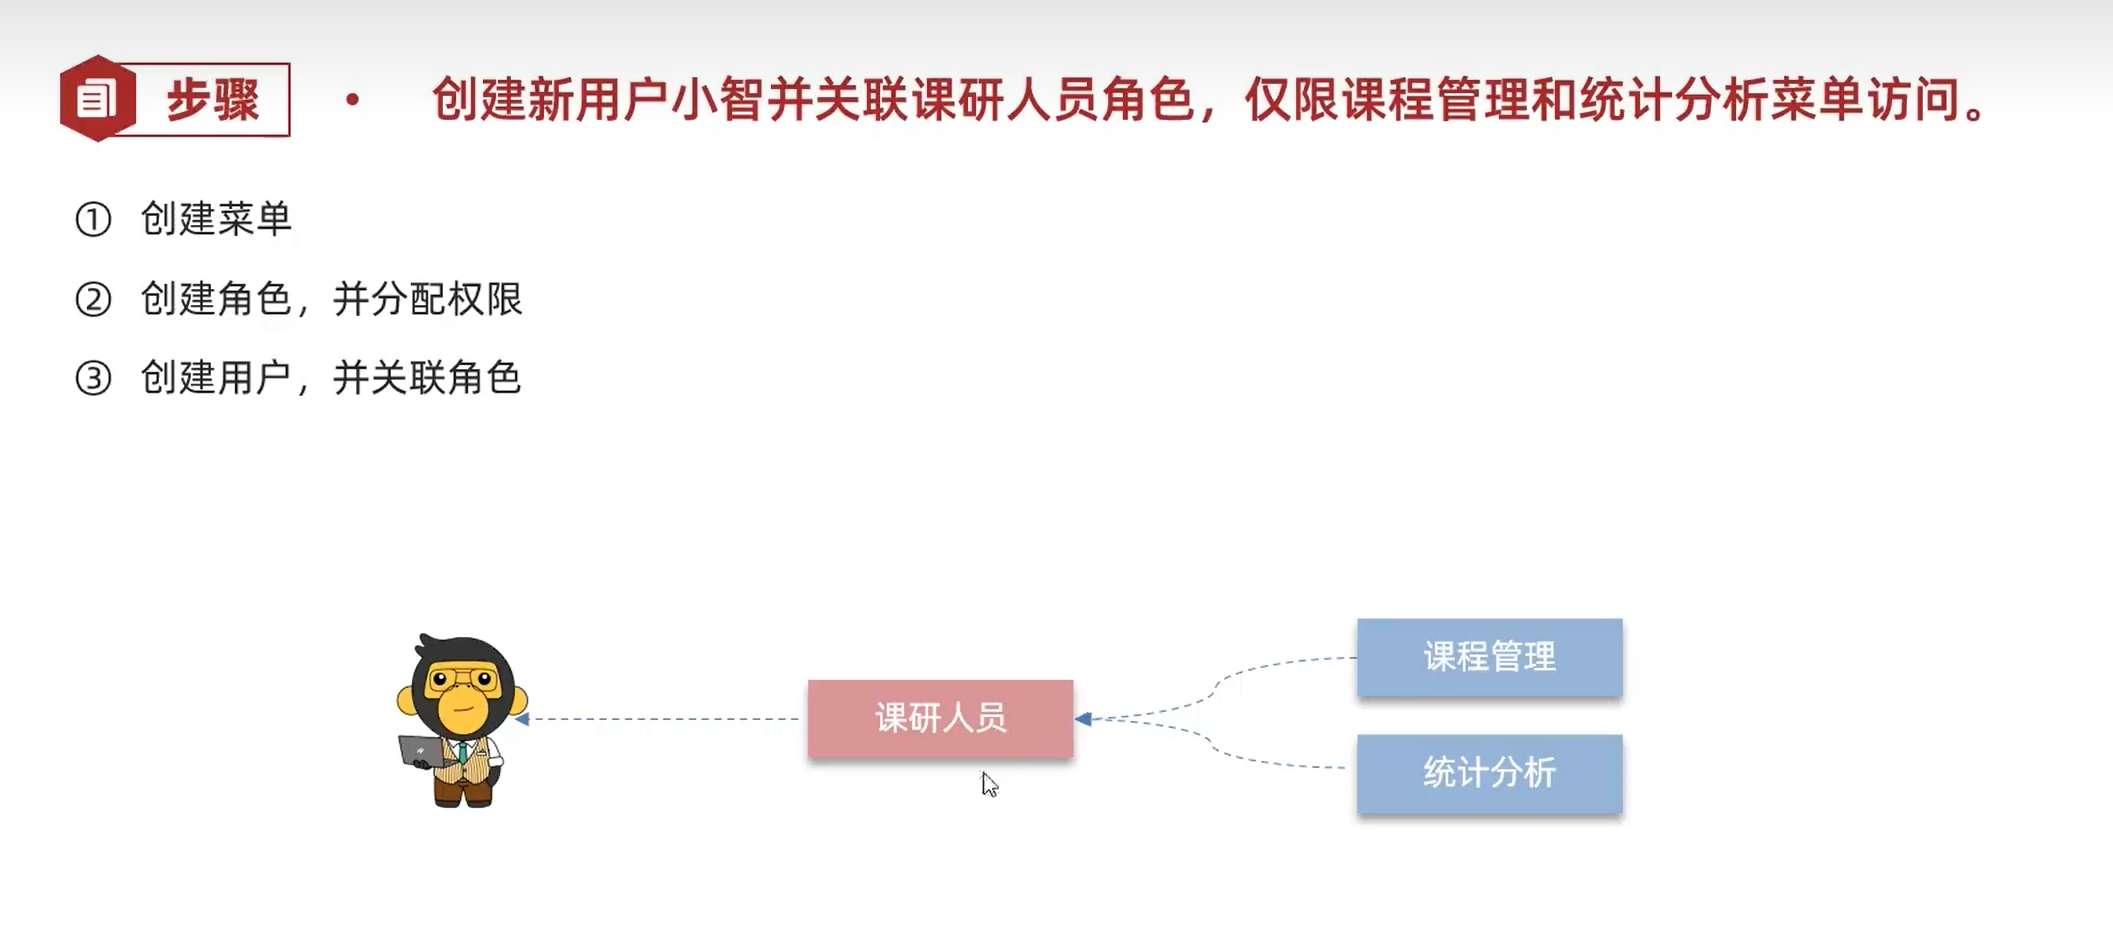 步骤
• 创建新用户小智并关联课研人员角色，仅限课程管理和统计分析菜单访问。
① 创建菜单
② 创建角色，并分配权限
③ 创建用户，并关联角色
课程管理
课研人员
统计分析